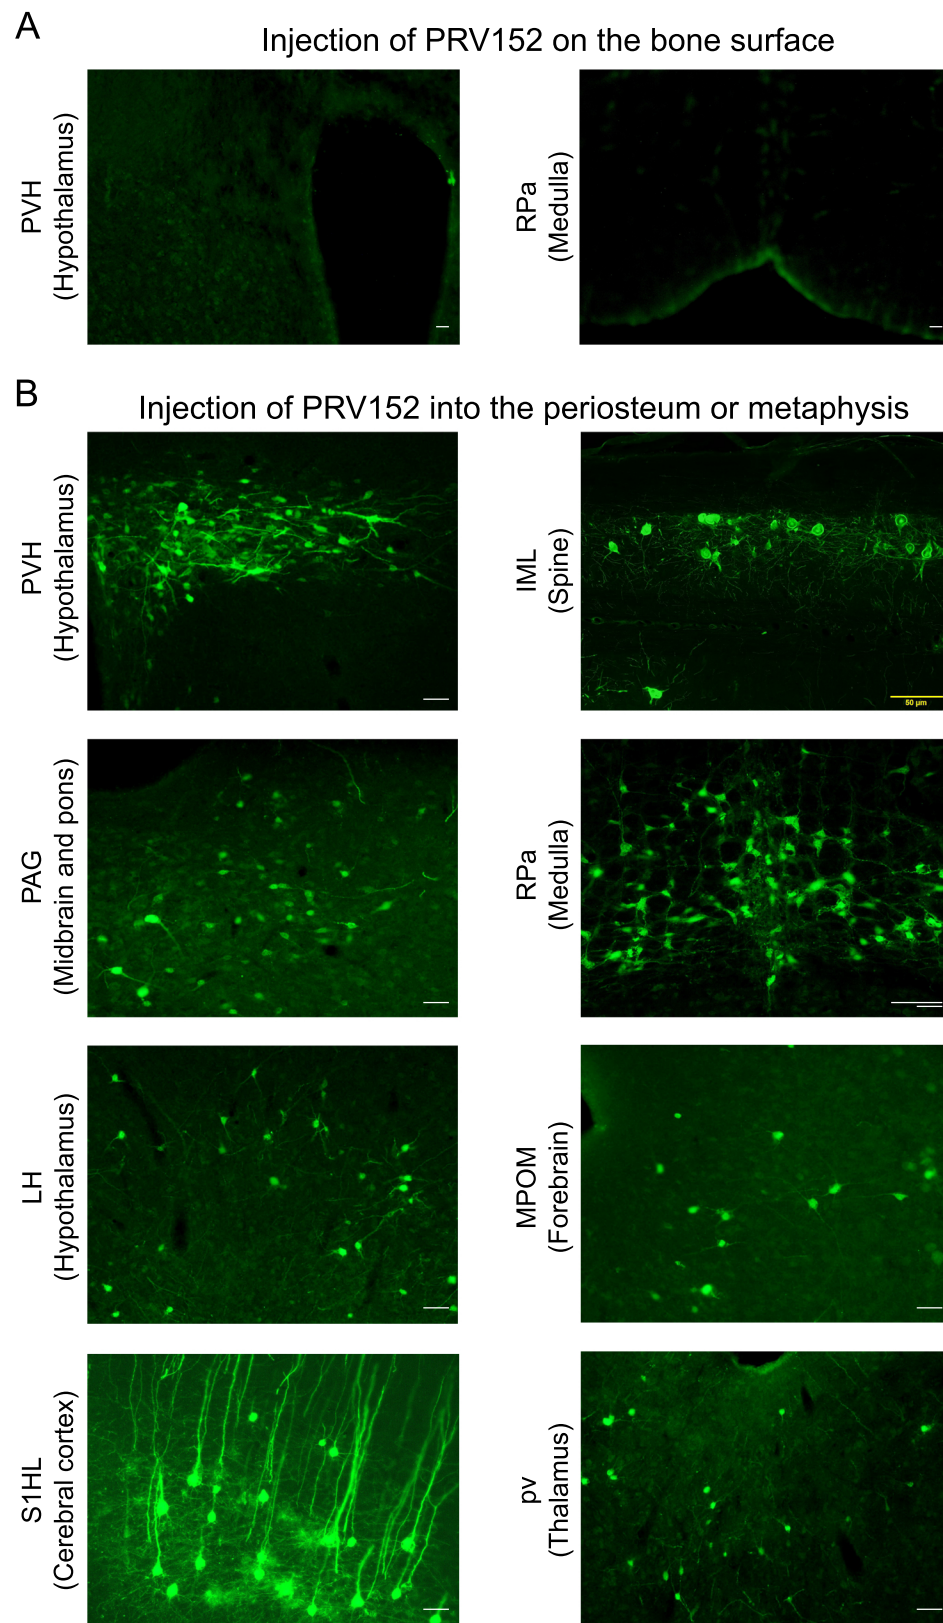 A
Injection of PRV152 on the bone surface
PVH
(Hypothalamus)
RPa
(Medulla)
B
Injection of PRV152 into the periosteum or metaphysis
PVH
(Hypothalamus)
IML
(Spine)
50 µm
PAG
(Midbrain and pons)
RPa
(Medulla)
LH
(Hypothalamus)
MPOM
(Forebrain)
S1HL
(Cerebral cortex)
pv
(Thalamus)